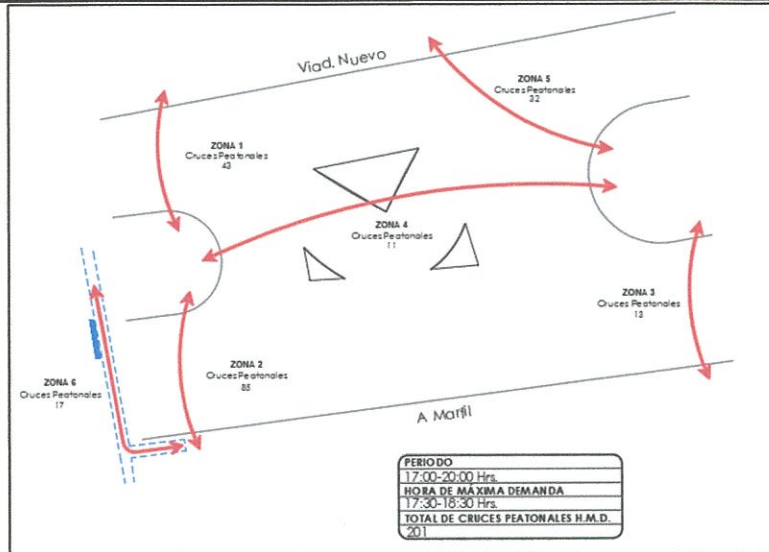 Viad. Nuevo
ZONA 5
Cruces Peatonales
32
ZONA 1
Cruces Peatonales
43
ZONA 4
Cruces Peatonales
11
ZONA 3
Cruces Peatonales
13
ZONA 2
Cruces Peatonales
85
ZONA 6
Cruces Peatonales
17
A Marfil
PERIODO
17:00-20:00 Hrs.
HORA DE MÁXIMA DEMANDA
17:30-18:30 Hrs.
TOTAL DE CRUCES PEATONALES H.M.D.
201